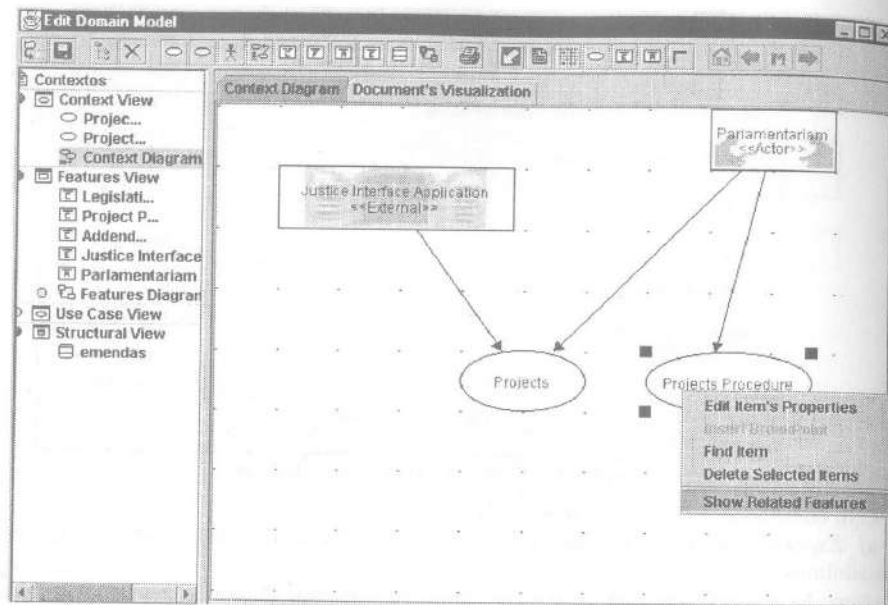 Edit Domain Model
Contextos
Context View
Projec...
Project...
Context Diagram
Features View
Legislati...
Project P...
Addend...
Justice Interface
Parlamentariam
Features Diagran
Use Case View
Structural View
emendas
Context Diagram
Document's Visualization
Parlamentariam
<<Actor>>
Justice Interface Application
<<External>>
Projects
Projects Procedure
Edit Item's Properties
Find Item
Delete Selected Items
Show Related Features